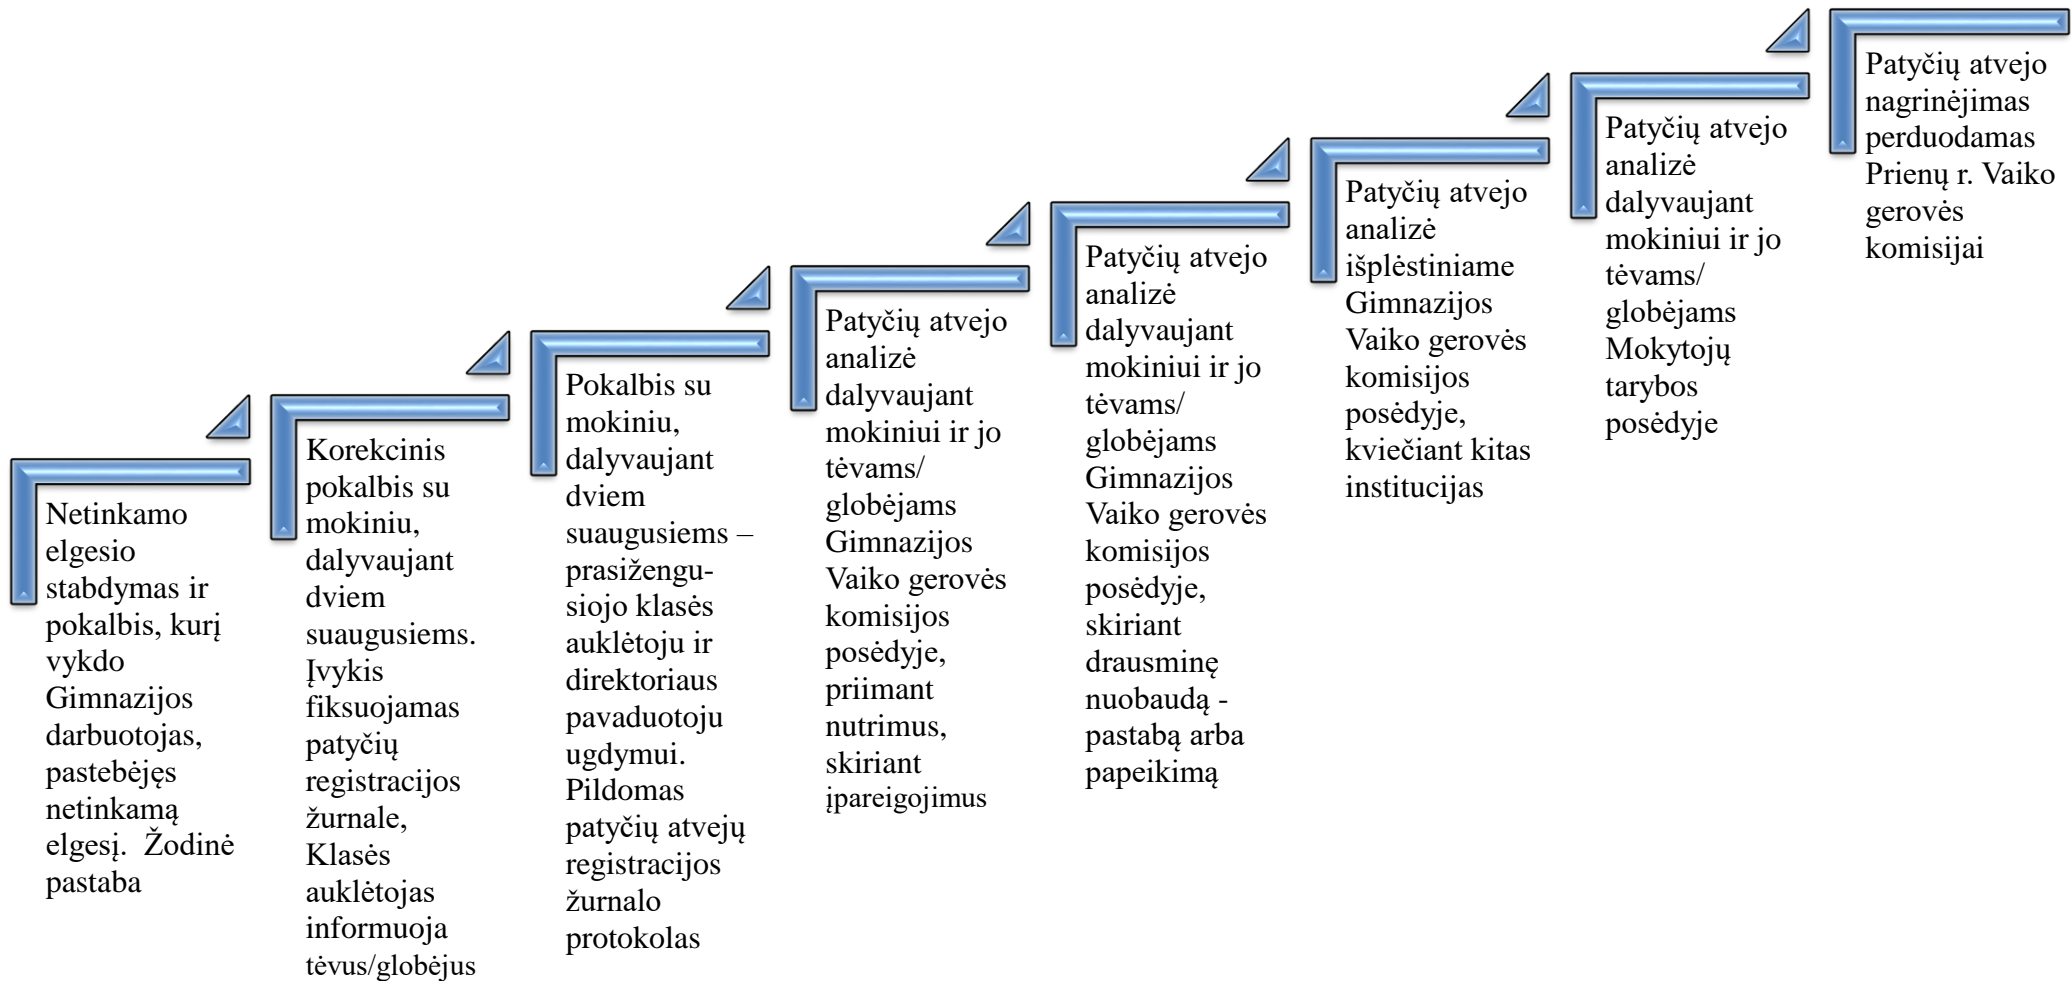 Netinkamo
elgesio
stabdymas ir
pokalbis, kurį
vykdo
Gimnazijos
darbuotojas,
pastebėjęs
netinkamą
elgesį.  Žodinė
pastaba
Korekcinis
pokalbis su
mokiniu,
dalyvaujant
dviem
suaugusiems.
Įvykis
fiksuojamas
patyčių
registracijos
žurnale,
Klasės
auklėtojas
informuoja
tėvus/globėjus
Pokalbis su
mokiniu,
dalyvaujant
dviem
suaugusiems –
prasižengu-
siojo klasės
auklėtoju ir
direktoriaus
pavaduotoju
ugdymui.
Pildomas
patyčių atvejų
registracijos
žurnalo
protokolas
Patyčių atvejo
analizė
dalyvaujant
mokiniui ir jo
tėvams/
globėjams
Gimnazijos
Vaiko gerovės
komisijos
posėdyje,
priimant
nutrimus,
skiriant
įpareigojimus
Patyčių atvejo
analizė
dalyvaujant
mokiniui ir jo
tėvams/
globėjams
Gimnazijos
Vaiko gerovės
komisijos
posėdyje,
skiriant
drausminę
nuobaudą -
pastabą arba
papeikimą
Patyčių atvejo
analizė
išplėstiniame
Gimnazijos
Vaiko gerovės
komisijos
posėdyje,
kviečiant kitas
institucijas
Patyčių atvejo
analizė
dalyvaujant
mokiniui ir jo
tėvams/
globėjams
Mokytojų
tarybos
posėdyje
Patyčių atvejo
nagrinėjimas
perduodamas
Prienų r. Vaiko
gerovės
komisijai